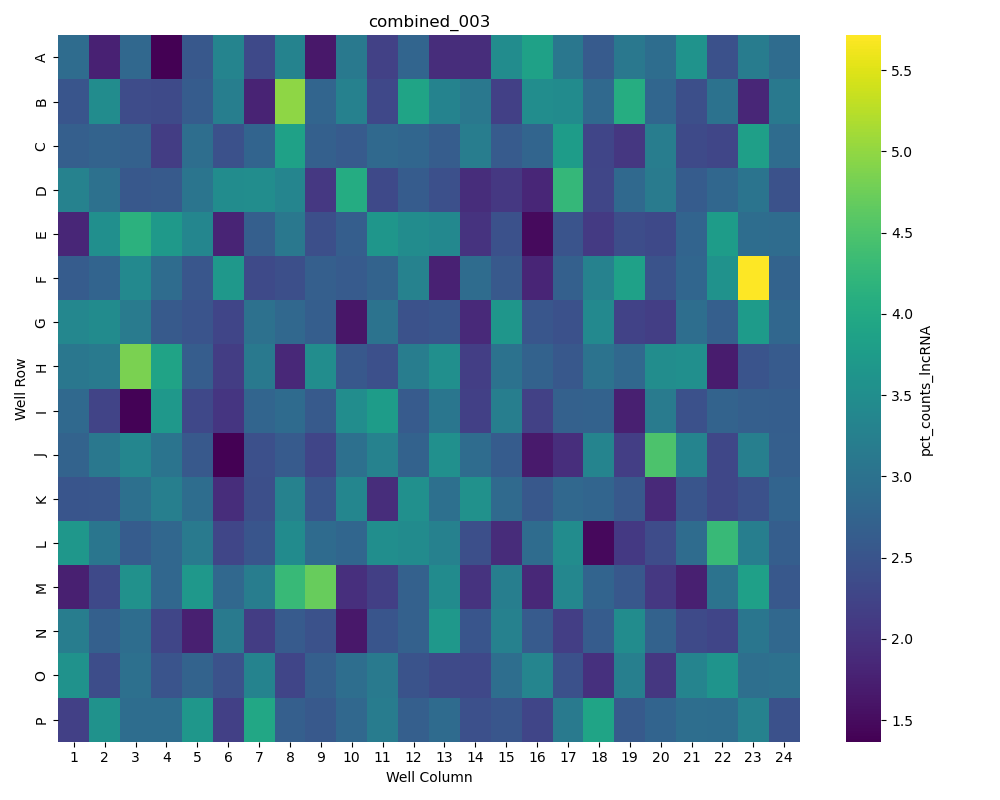 combined_003
A
B
C
D
E
F
G
H
I
J
K
L
M
N
O
P
Well Row
1 2 3 4 5 6 7 8 9 10 11 12 13 14 15 16 17 18 19 20 21 22 23 24
Well Column
5.5
5.0
4.5
4.0
3.5
3.0
2.5
2.0
1.5
pct_counts_lncRNA